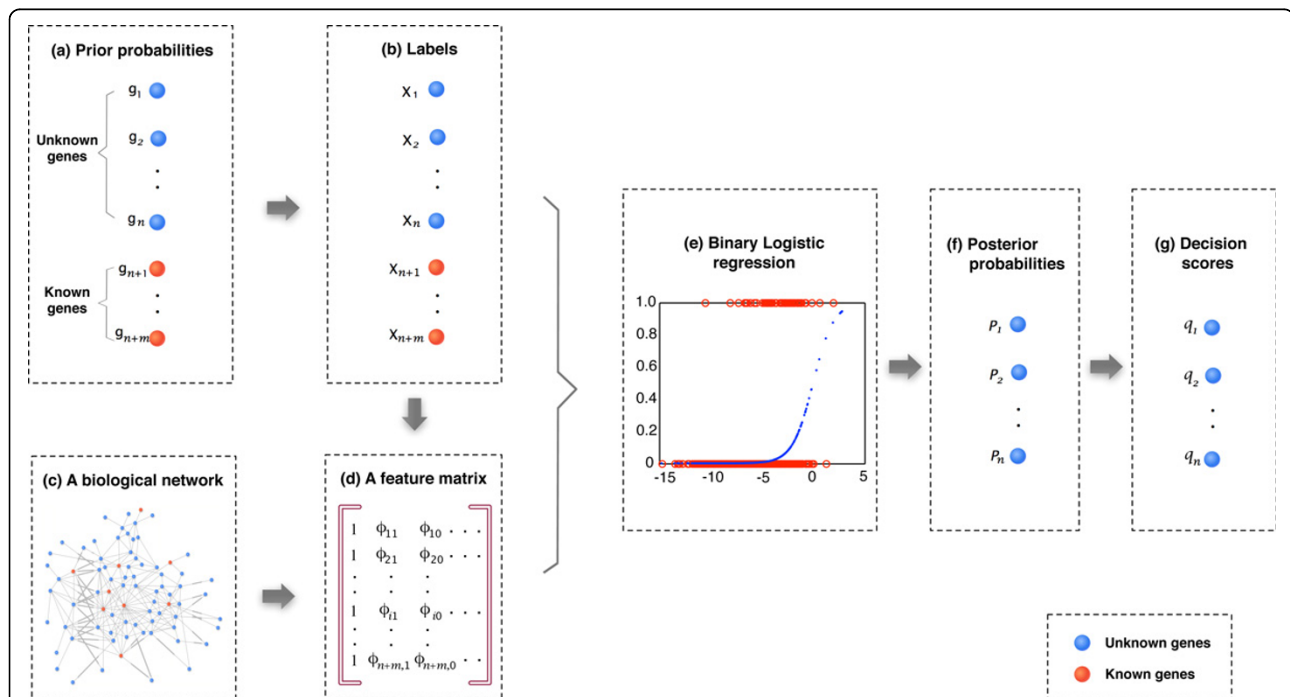 (a) Prior probabilities
g1
g2
gn
Unknown
genes
gn+1
gn+m
Known
genes
(b) Labels
X1
X2
Xn
Xn+1
Xn+m
(c) A biological network
(d) A feature matrix
1 ϕ11 ϕ10 · · ·
1 ϕ21 ϕ20 · · ·
1 ϕi1 ϕi0 · · ·
1 ϕn+m,1 ϕn+m,0 · ·
(e) Binary Logistic
regression
1.0
0.8
0.6
0.4
0.2
0
-15 -10 -5 0 5
(f) Posterior
probabilities
P1
P2
Pn
(g) Decision
scores
q1
q2
qn
Unknown genes
Known genes